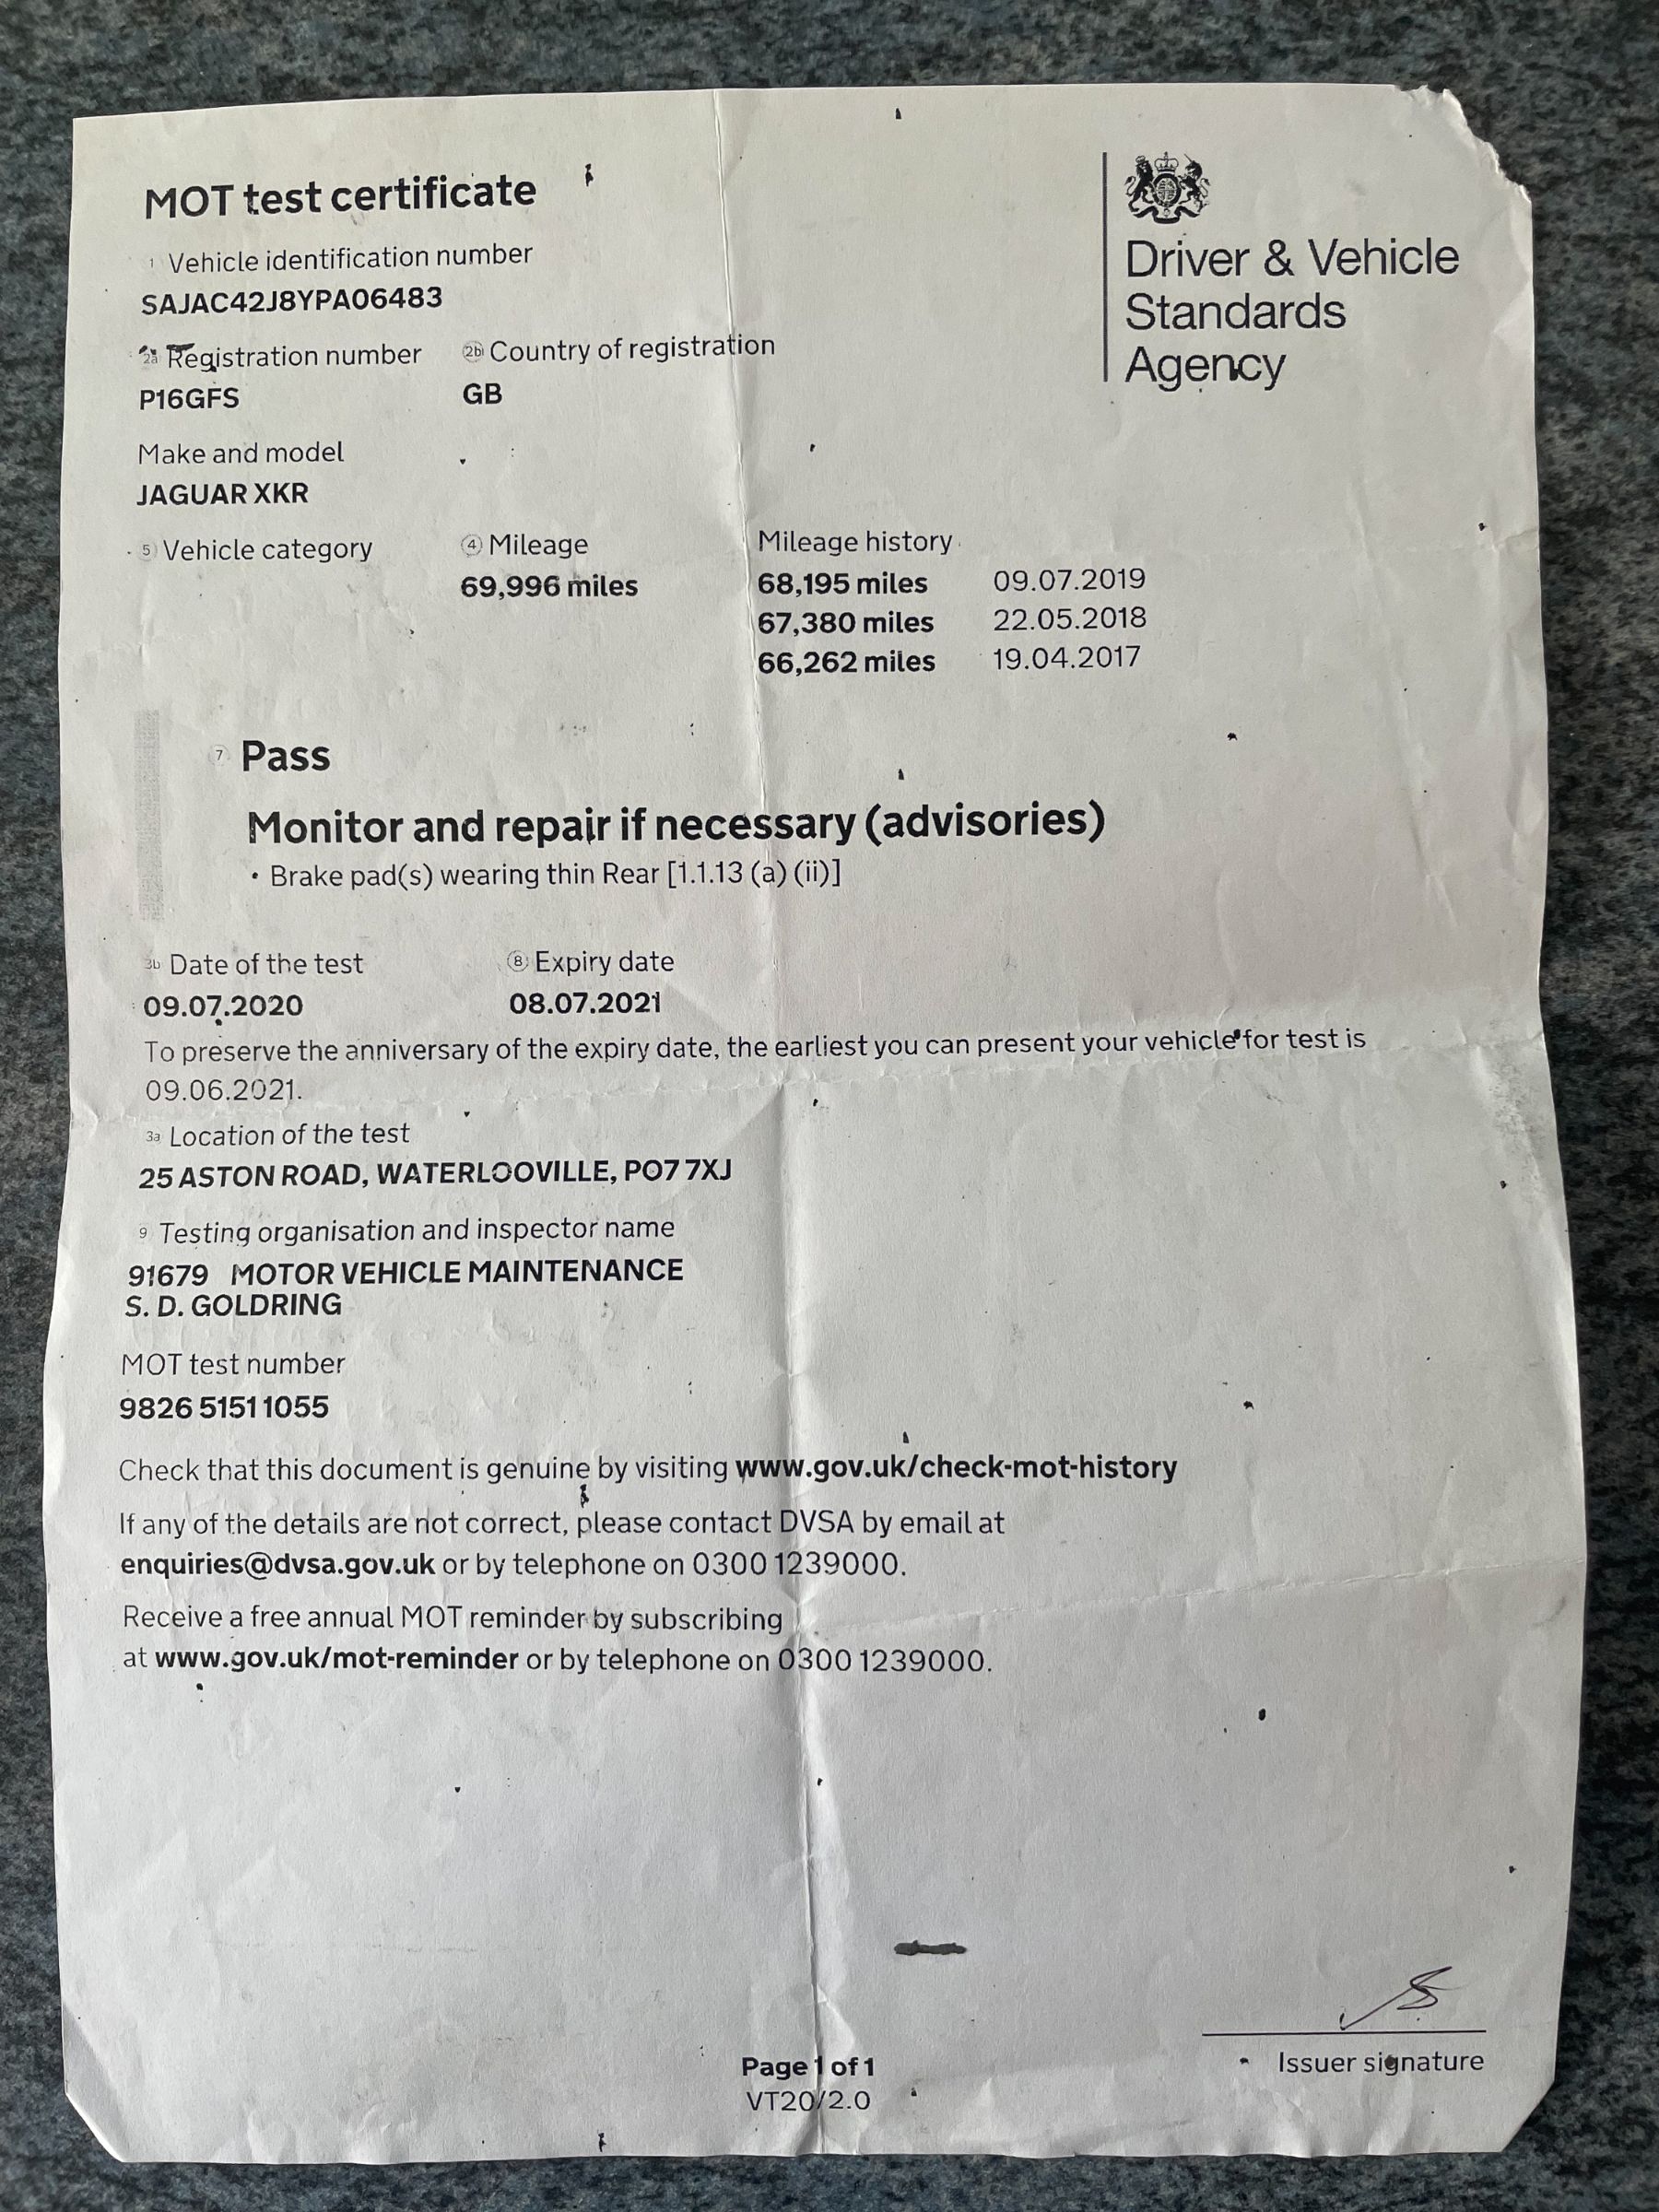 MOT test certificate
Driver & Vehicle
Standards
Agency
1 Vehicle identification number
SAJAC42J8YPA06483
2a Registration number 2b Country of registration
P16GFS GB
Make and model
JAGUAR XKR
5 Vehicle category 4 Mileage Mileage history
69,996 miles 68,195 miles 09.07.2019
67,380 miles 22.05.2018
66,262 miles 19.04.2017
7 Pass
Monitor and repair if necessary (advisories)
• Brake pad(s) wearing thin Rear [1.1.13 (a) (ii)]
3b Date of the test 8 Expiry date
09.07.2020 08.07.2021
To preserve the anniversary of the expiry date, the earliest you can present your vehicle for test is
09.06.2021.
3a Location of the test
25 ASTON ROAD, WATERLOOVILLE, PO7 7XJ
9 Testing organisation and inspector name
91679 MOTOR VEHICLE MAINTENANCE
S. D. GOLDRING
MOT test number
9826 5151 1055
Check that this document is genuine by visiting www.gov.uk/check-mot-history
If any of the details are not correct, please contact DVSA by email at
enquiries@dvsa.gov.uk or by telephone on 0300 1239000.
Receive a free annual MOT reminder by subscribing
at www.gov.uk/mot-reminder or by telephone on 0300 1239000.
Issuer signature
Page 1 of 1
VT20/2.0